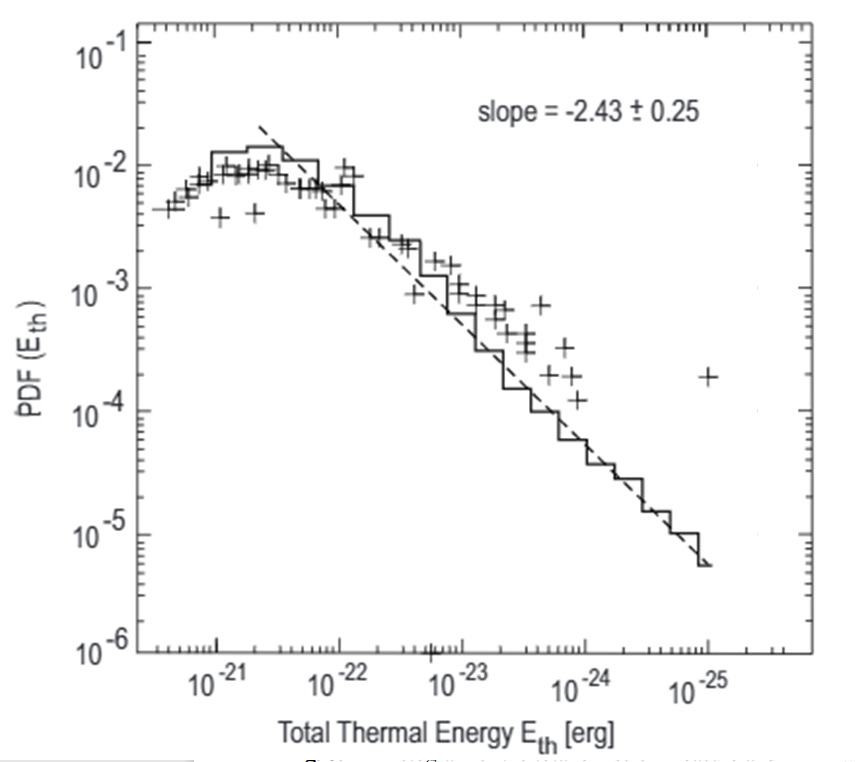 10⁻¹
slope = -2.43 ± 0.25
10⁻²
10⁻³
10⁻⁴
10⁻⁵
10⁻⁶
PDF (E_th)
10⁻²¹ 10⁻²² 10⁻²³ 10⁻²⁴ 10⁻²⁵
Total Thermal Energy E_th [erg]